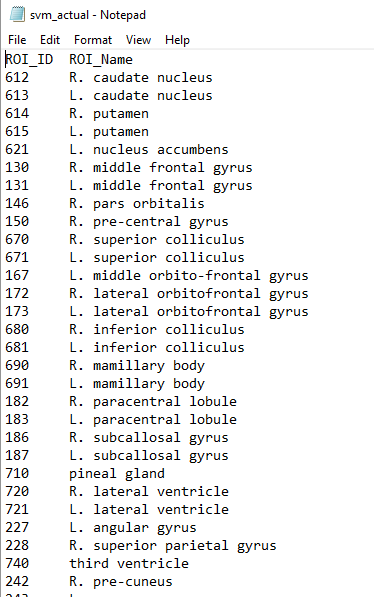 svm_actual - Notepad
File Edit Format View Help
ROI_ID ROI_Name
612 R. caudate nucleus
613 L. caudate nucleus
614 R. putamen
615 L. putamen
621 L. nucleus accumbens
130 R. middle frontal gyrus
131 L. middle frontal gyrus
146 R. pars orbitalis
150 R. pre-central gyrus
670 R. superior colliculus
671 L. superior colliculus
167 L. middle orbito-frontal gyrus
172 R. lateral orbitofrontal gyrus
173 L. lateral orbitofrontal gyrus
680 R. inferior colliculus
681 L. inferior colliculus
690 R. mamillary body
691 L. mamillary body
182 R. paracentral lobule
183 L. paracentral lobule
186 R. subcallosal gyrus
187 L. subcallosal gyrus
710 pineal gland
720 R. lateral ventricle
721 L. lateral ventricle
227 L. angular gyrus
228 R. superior parietal gyrus
740 third ventricle
242 R. pre-cuneus